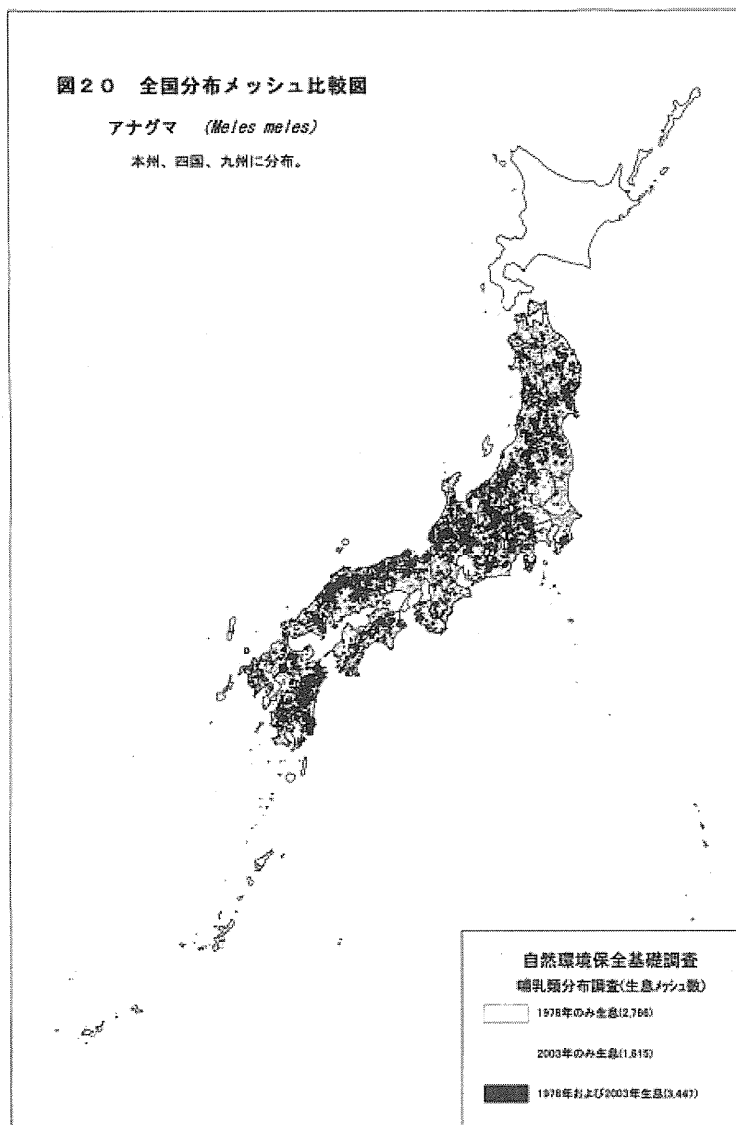 図20 全国分布メッシュ比較図
アナグマ (Meles meles)
本州、四国、九州に分布。
自然環境保全基礎調査
哺乳類分布調査(生息メッシュ数)
1978年のみ生息(2,766)
2003年のみ生息(1,615)
1978年および2003年生息(3,447)